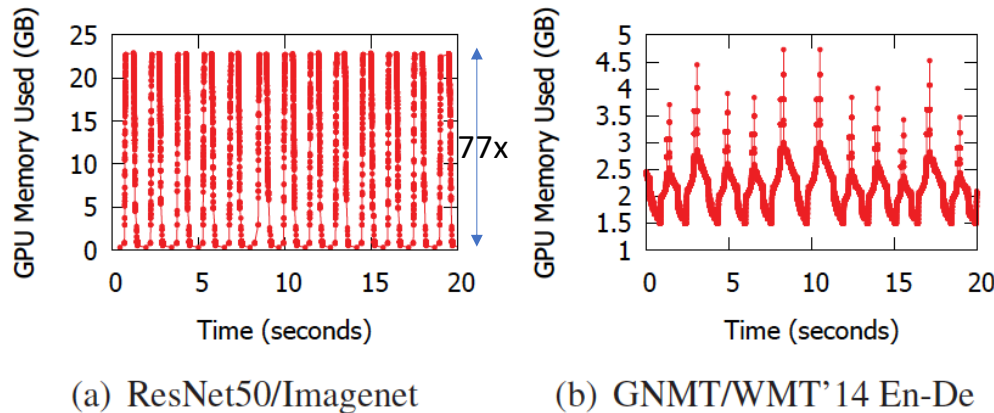 GPU Memory Used (GB)
25
20
15
10
5
0
77x
0 5 10 15 20
Time (seconds)
(a) ResNet50/Imagenet
GPU Memory Used (GB)
5
4.5
4
3.5
3
2.5
2
1.5
1
0 5 10 15 20
Time (seconds)
(b) GNMT/WMT’14 En-De